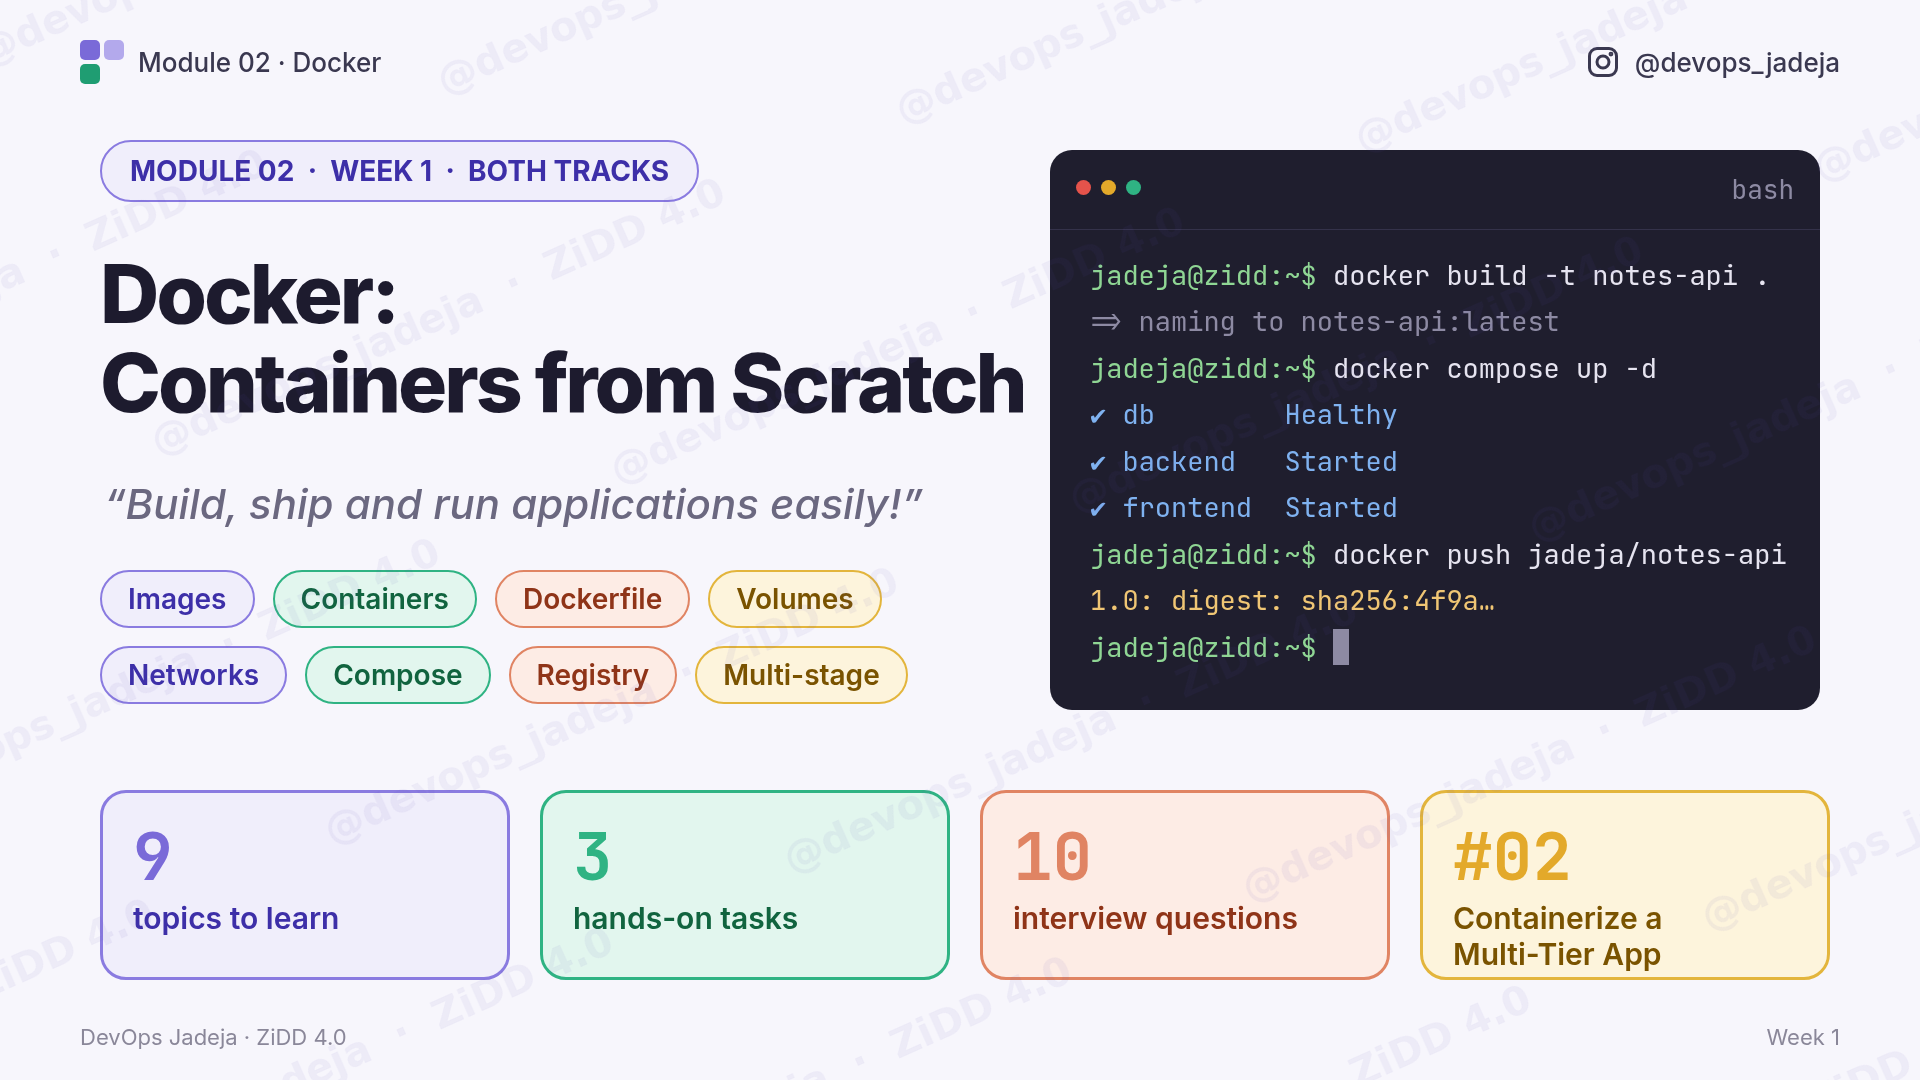 Module 02 · Docker
@devops_jadeja
MODULE 02 · WEEK 1 · BOTH TRACKS
Docker:
Containers from Scratch
“Build, ship and run applications easily!”
Images
Containers
Dockerfile
Volumes
Networks
Compose
Registry
Multi-stage
bash
jadeja@zidd:~$ docker build -t notes-api .
=> naming to notes-api:latest
jadeja@zidd:~$ docker compose up -d
✔ db Healthy
✔ backend Started
✔ frontend Started
jadeja@zidd:~$ docker push jadeja/notes-api
1.0: digest: sha256:4f9a…
jadeja@zidd:~$
9
topics to learn
3
hands-on tasks
10
interview questions
#02
Containerize a
Multi-Tier App
DevOps Jadeja · ZiDD 4.0
Week 1
@devops_jadeja · ZiDD 4.0